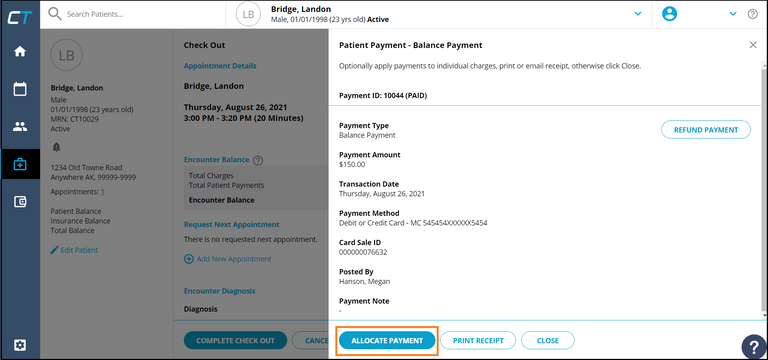 CT
Search Patients...
LB
Bridge, Landon
Male, 01/01/1998 (23 yrs old) Active
LB
Bridge, Landon
Male
01/01/1998 (23 years old)
MRN: CT10029
Active
1234 Old Towne Road
Anywhere AK, 99999-9999
Appointments: 3
Patient Balance
Insurance Balance
Total Balance
Edit Patient
Check Out
Appointment Details
Bridge, Landon
Thursday, August 26, 2021
3:00 PM - 3:20 PM (20 Minutes)
Encounter Balance ?
Total Charges
Total Patient Payments
Encounter Balance
Request Next Appointment
There is no requested next appointment.
Add New Appointment
Encounter Diagnosis
Diagnosis
COMPLETE CHECK OUT
CANCE
Patient Payment - Balance Payment
Optionally apply payments to individual charges, print or email receipt, otherwise click Close.
Payment ID: 10044 (PAID)
REFUND PAYMENT
Payment Type
Balance Payment
Payment Amount
$150.00
Transaction Date
Thursday, August 26, 2021
Payment Method
Debit or Credit Card - MC 545454XXXXXX5454
Card Sale ID
000000076632
Posted By
Hanson, Megan
Payment Note
-
ALLOCATE PAYMENT
PRINT RECEIPT
CLOSE
?